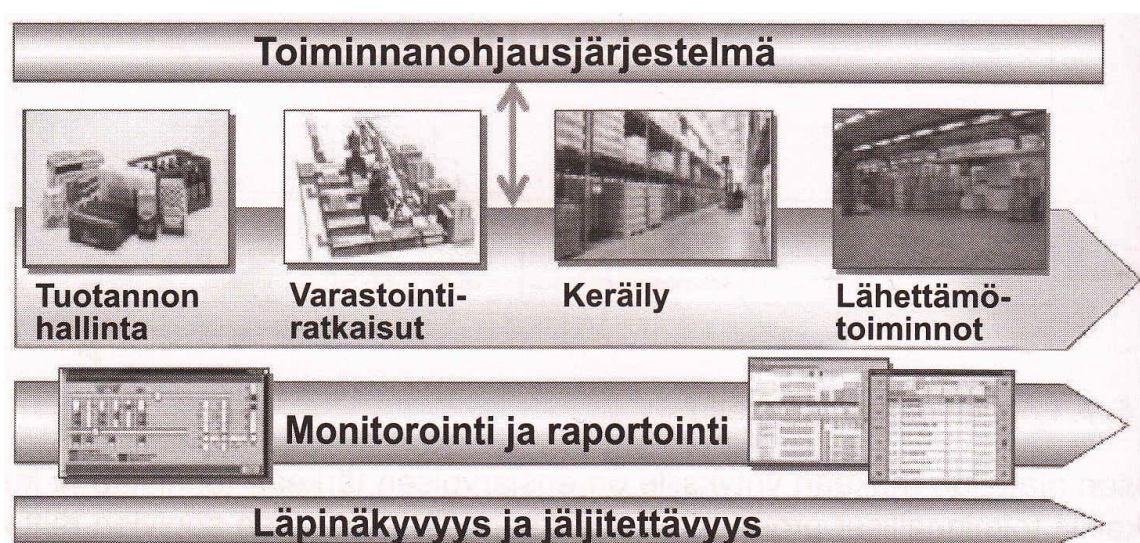 Toiminnanohjausjärjestelmä
Tuotannon
hallinta
Varastointi-
ratkaisut
Keräily
Lähettämö-
toiminnot
Monitorointi ja raportointi
Läpinäkyvyys ja jäljitettävyys